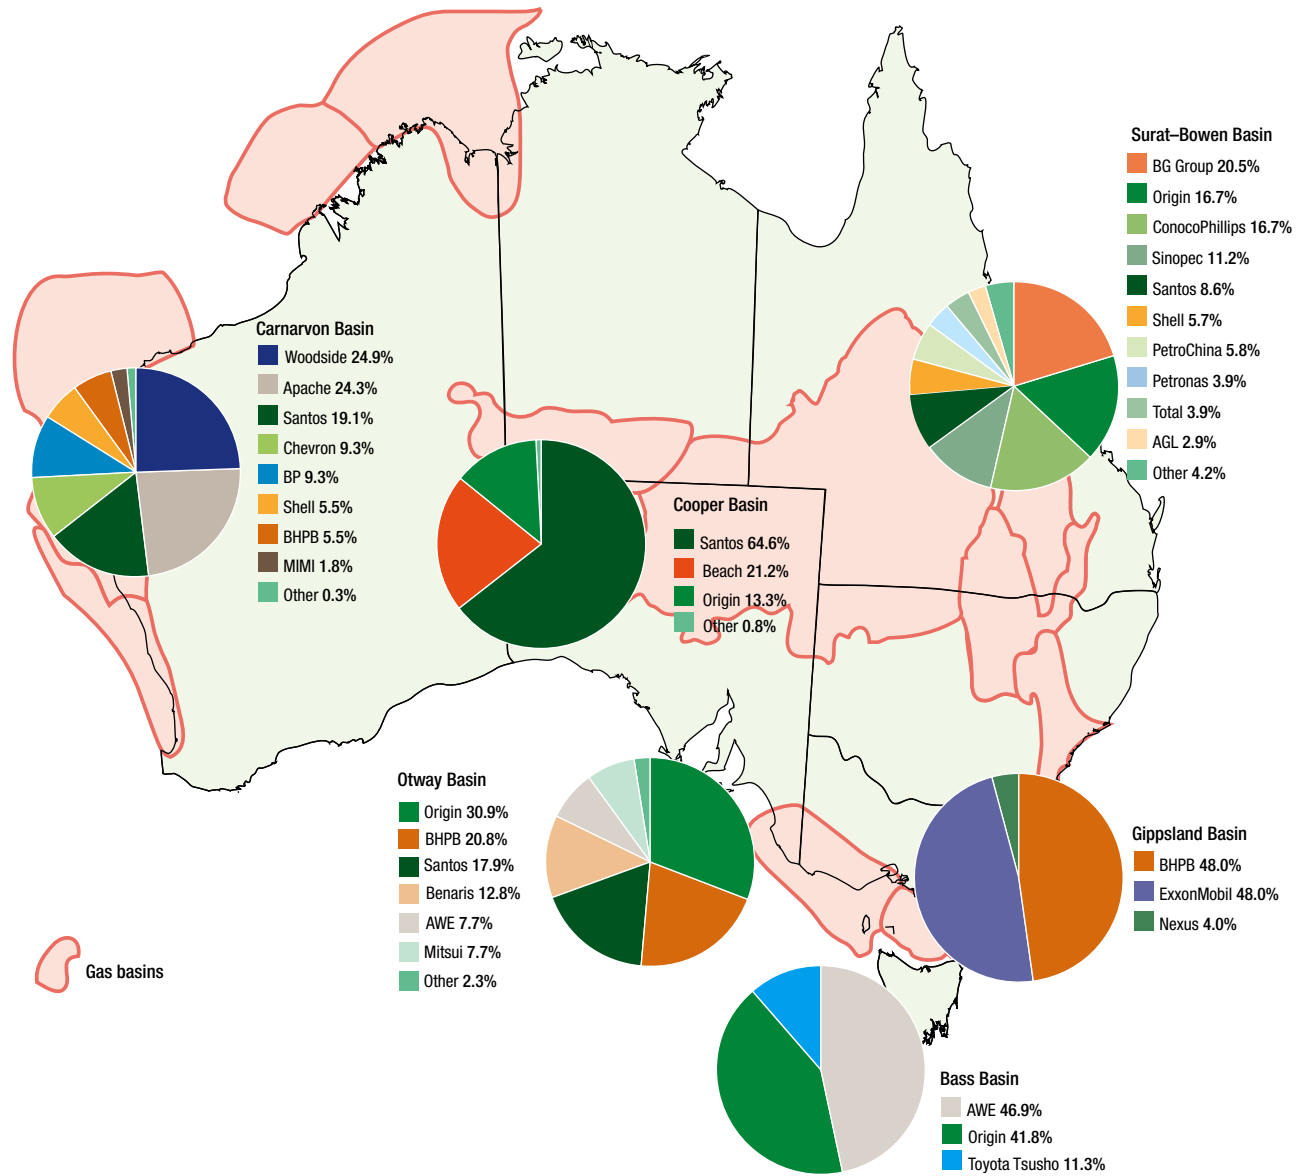 Surat–Bowen Basin
BG Group 20.5%
Origin 16.7%
ConocoPhillips 16.7%
Sinopec 11.2%
Santos 8.6%
Shell 5.7%
PetroChina 5.8%
Petronas 3.9%
Total 3.9%
AGL 2.9%
Other 4.2%
Carnarvon Basin
Woodside 24.9%
Apache 24.3%
Santos 19.1%
Chevron 9.3%
BP 9.3%
Shell 5.5%
BHPB 5.5%
MIMI 1.8%
Other 0.3%
Cooper Basin
Santos 64.6%
Beach 21.2%
Origin 13.3%
Other 0.8%
Otway Basin
Origin 30.9%
BHPB 20.8%
Santos 17.9%
Benaris 12.8%
AWE 7.7%
Mitsui 7.7%
Other 2.3%
Gippsland Basin
BHPB 48.0%
ExxonMobil 48.0%
Nexus 4.0%
Gas basins
Bass Basin
AWE 46.9%
Origin 41.8%
Toyota Tsusho 11.3%